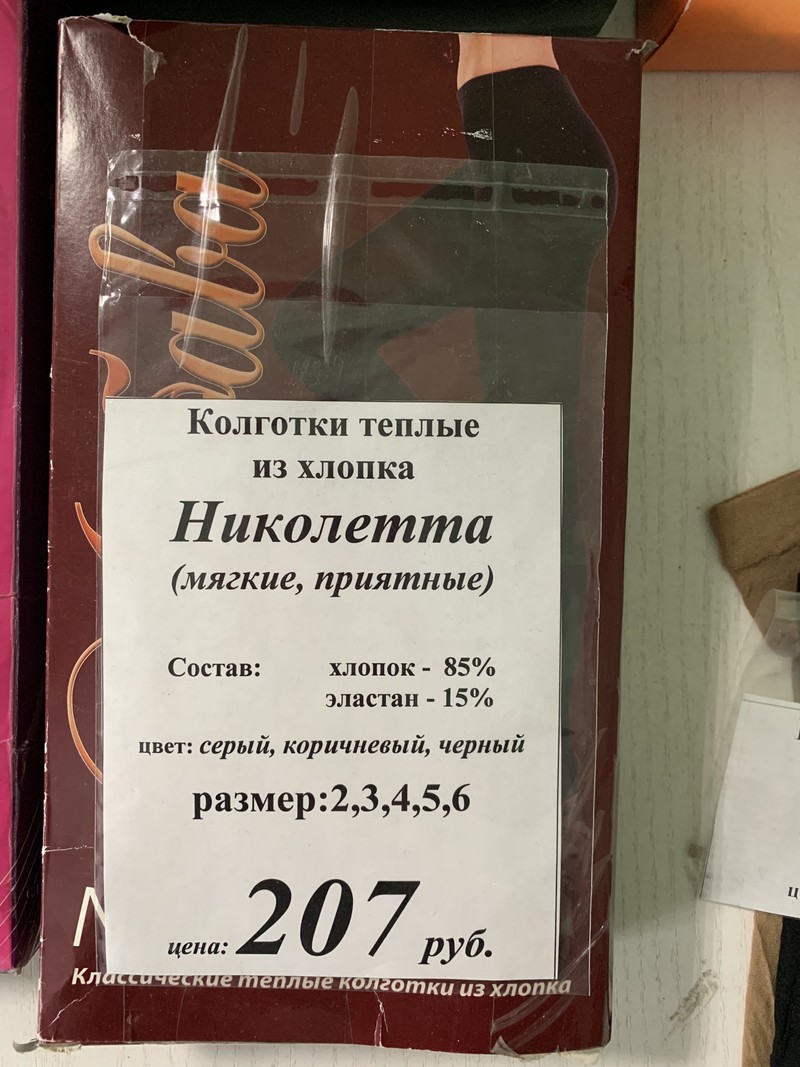 Колготки теплые
из хлопка
Николетта
(мягкие, приятные)
Состав: хлопок - 85%
эластан - 15%
цвет: серый, коричневый, черный
размер:2,3,4,5,6
цена: 207 руб.
Классические теплые колготки из хлопка